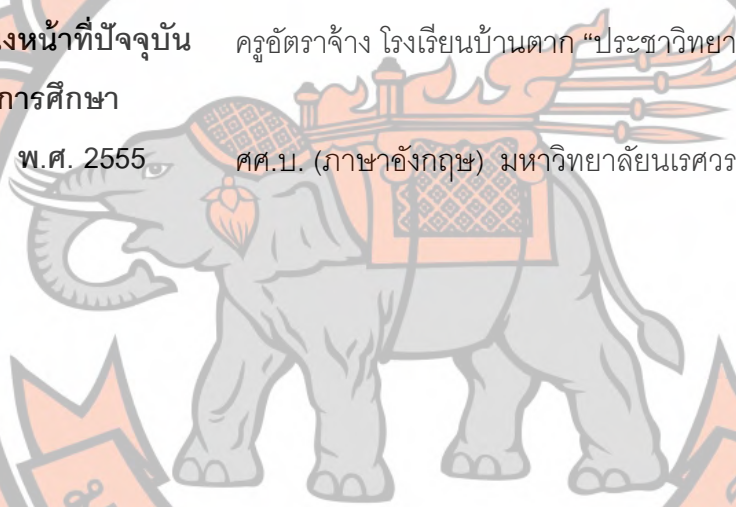 งหน้าที่ปัจจุบัน ครูอัตราจ้าง โรงเรียนบ้านตาก “ประชาวิทยา
การศึกษา
พ.ศ. 2555 ศศ.บ. (ภาษาอังกฤษ) มหาวิทยาลัยนเรศวร